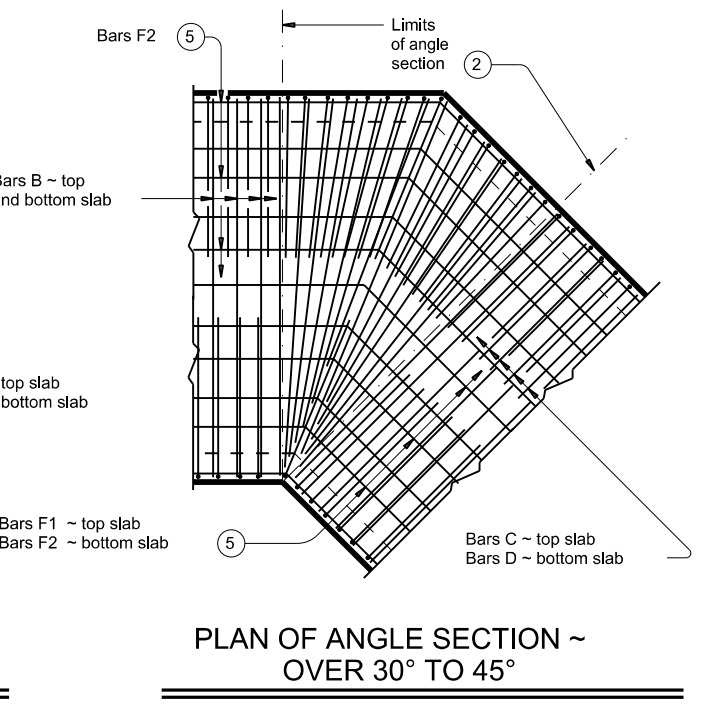 Bars F2 5
Limits
of angle
section
2
Bars B ~ top
and bottom slab
top slab
bottom slab
Bars F1 ~ top slab
Bars F2 ~ bottom slab
5
Bars C ~ top slab
Bars D ~ bottom slab
PLAN OF ANGLE SECTION ~
OVER 30° TO 45°